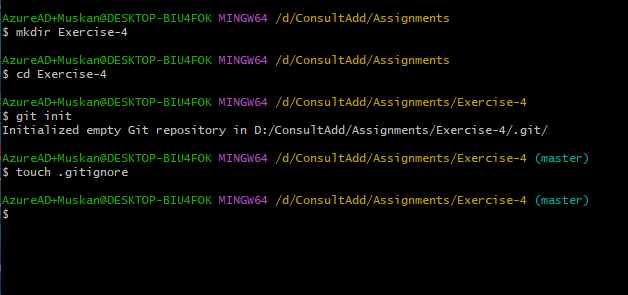 AzureAD+Muskan@DESKTOP-BIU4FOK MINGW64 /d/ConsultAdd/Assignments
$ mkdir Exercise-4
AzureAD+Muskan@DESKTOP-BIU4FOK MINGW64 /d/ConsultAdd/Assignments
$ cd Exercise-4
AzureAD+Muskan@DESKTOP-BIU4FOK MINGW64 /d/ConsultAdd/Assignments/Exercise-4
$ git init
Initialized empty Git repository in D:/ConsultAdd/Assignments/Exercise-4/.git/
AzureAD+Muskan@DESKTOP-BIU4FOK MINGW64 /d/ConsultAdd/Assignments/Exercise-4 (master)
$ touch .gitignore
AzureAD+Muskan@DESKTOP-BIU4FOK MINGW64 /d/ConsultAdd/Assignments/Exercise-4 (master)
$